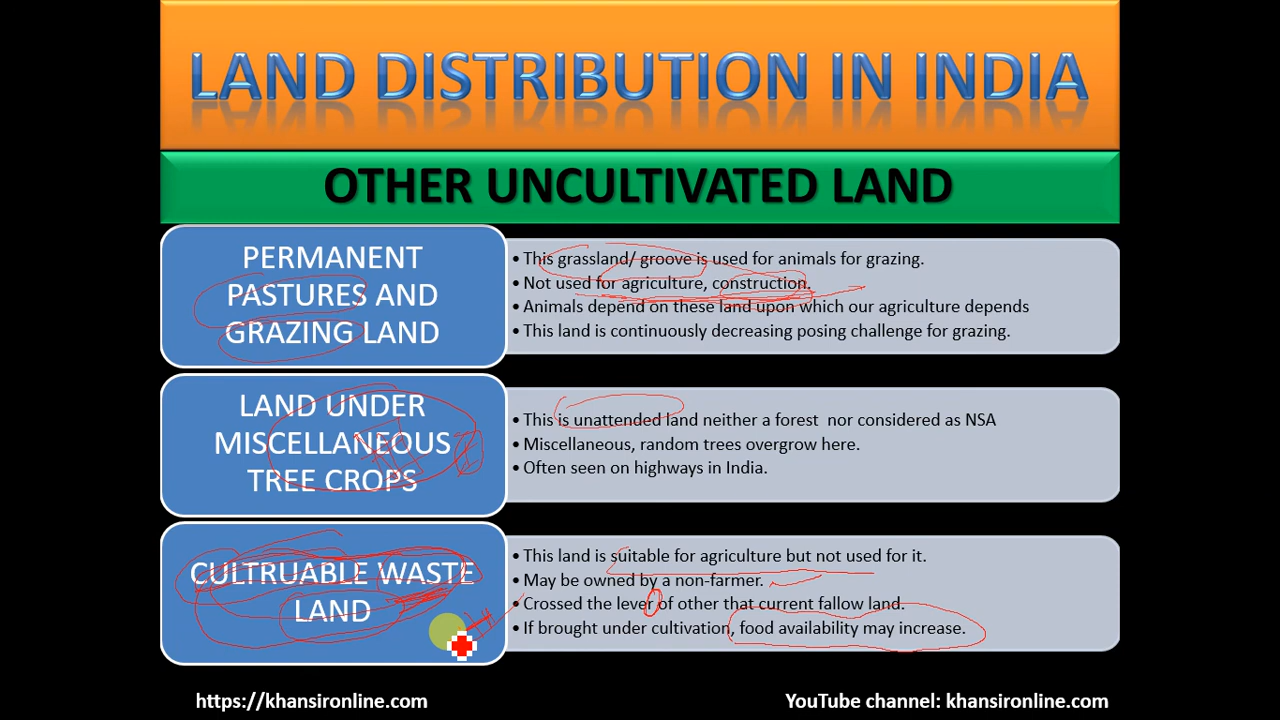 LAND DISTRIBUTION IN INDIA
OTHER UNCULTIVATED LAND
PERMANENT
PASTURES AND
GRAZING LAND
• This grassland/ groove is used for animals for grazing.
• Not used for agriculture, construction.
• Animals depend on these land upon which our agriculture depends
• This land is continuously decreasing posing challenge for grazing.
LAND UNDER
MISCELLANEOUS
TREE CROPS
• This is unattended land neither a forest nor considered as NSA
• Miscellaneous, random trees overgrow here.
• Often seen on highways in India.
CULTRUABLE WASTE
LAND
• This land is suitable for agriculture but not used for it.
• May be owned by a non-farmer.
• Crossed the lever of other that current fallow land.
• If brought under cultivation, food availability may increase.
https://khansironline.com
YouTube channel: khansironline.com